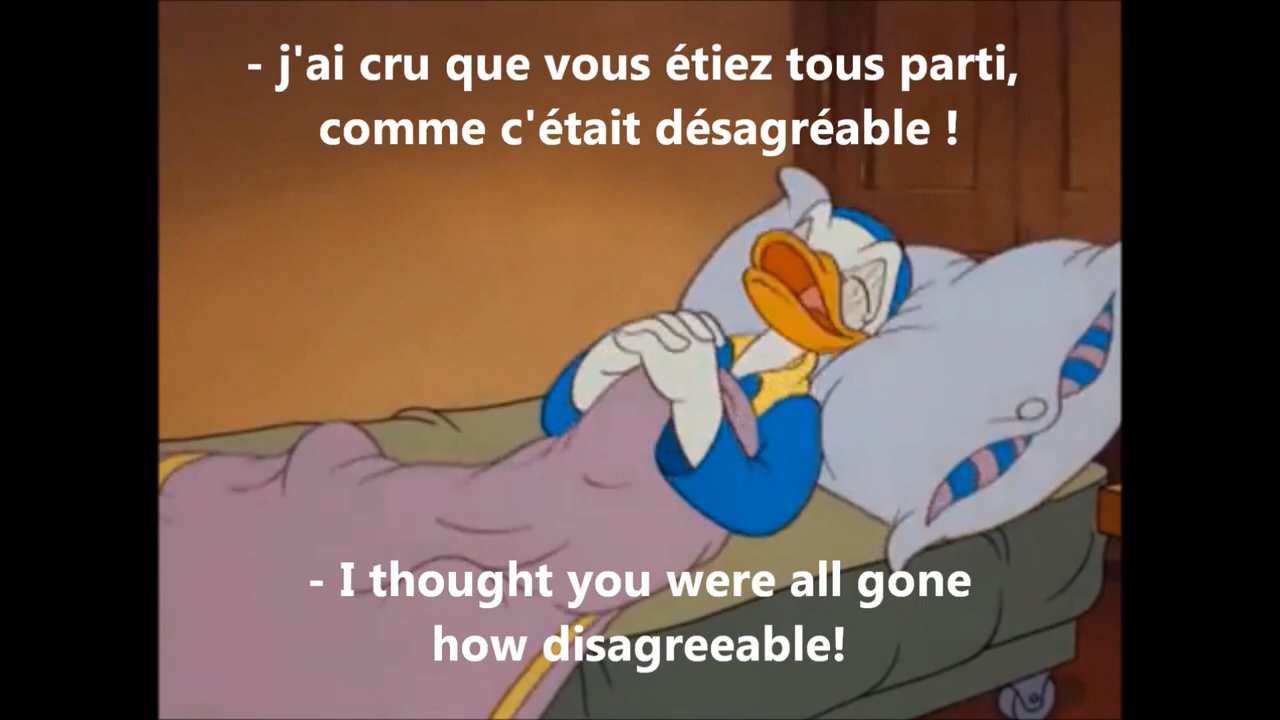 - j'ai cru que vous étiez tous parti,
comme c'était désagréable !
- I thought you were all gone
how disagreeable!